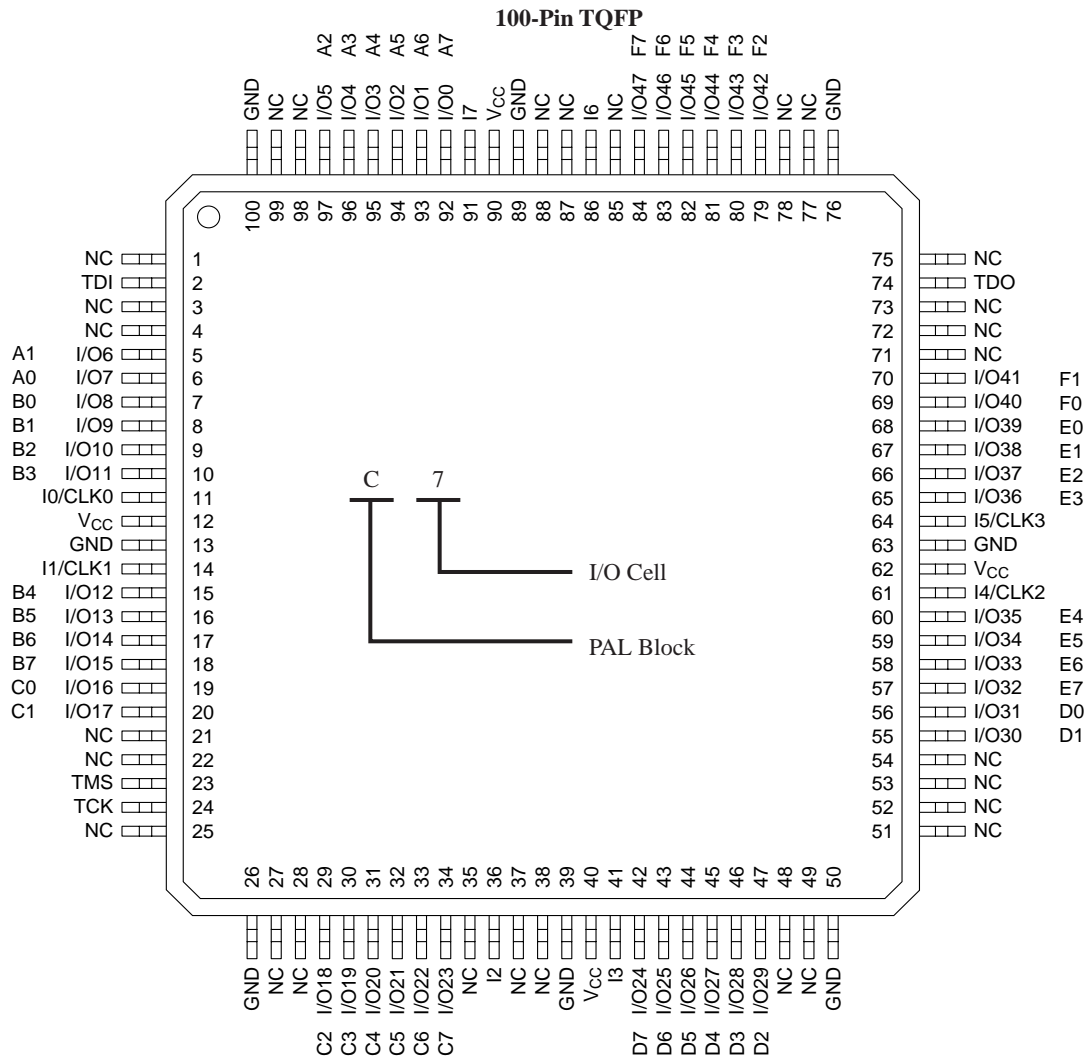 100-Pin TQFP
A2 A3 A4 A5 A6 A7 F7 F6 F5 F4 F3 F2
GND NC NC I/O5 I/O4 I/O3 I/O2 I/O1 I/O0 I7 VCC GND NC NC I6 NC I/O47 I/O46 I/O45 I/O44 I/O43 I/O42 NC NC GND
100 99 98 97 96 95 94 93 92 91 90 89 88 87 86 85 84 83 82 81 80 79 78 77 76
NC 1 75 NC
TDI 2 74 TDO
NC 3 73 NC
NC 4 72 NC
A1 I/O6 5 71 NC
A0 I/O7 6 70 I/O41 F1
B0 I/O8 7 69 I/O40 F0
B1 I/O9 8 68 I/O39 E0
B2 I/O10 9 67 I/O38 E1
B3 I/O11 10 66 I/O37 E2
C 7
I0/CLK0 11 65 I/O36 E3
VCC 12 64 I5/CLK3
GND 13 63 GND
I1/CLK1 14 I/O Cell 62 VCC
B4 I/O12 15 61 I4/CLK2
B5 I/O13 16 60 I/O35 E4
B6 I/O14 17 PAL Block 59 I/O34 E5
B7 I/O15 18 58 I/O33 E6
C0 I/O16 19 57 I/O32 E7
C1 I/O17 20 56 I/O31 D0
NC 21 55 I/O30 D1
NC 22 54 NC
TMS 23 53 NC
TCK 24 52 NC
NC 25 51 NC
26 27 28 29 30 31 32 33 34 35 36 37 38 39 40 41 42 43 44 45 46 47 48 49 50
GND NC NC I/O18 I/O19 I/O20 I/O21 I/O22 I/O23 NC I2 NC NC GND VCC I3 I/O24 I/O25 I/O26 I/O27 I/O28 I/O29 NC NC GND
C2 C3 C4 C5 C6 C7 D7 D6 D5 D4 D3 D2